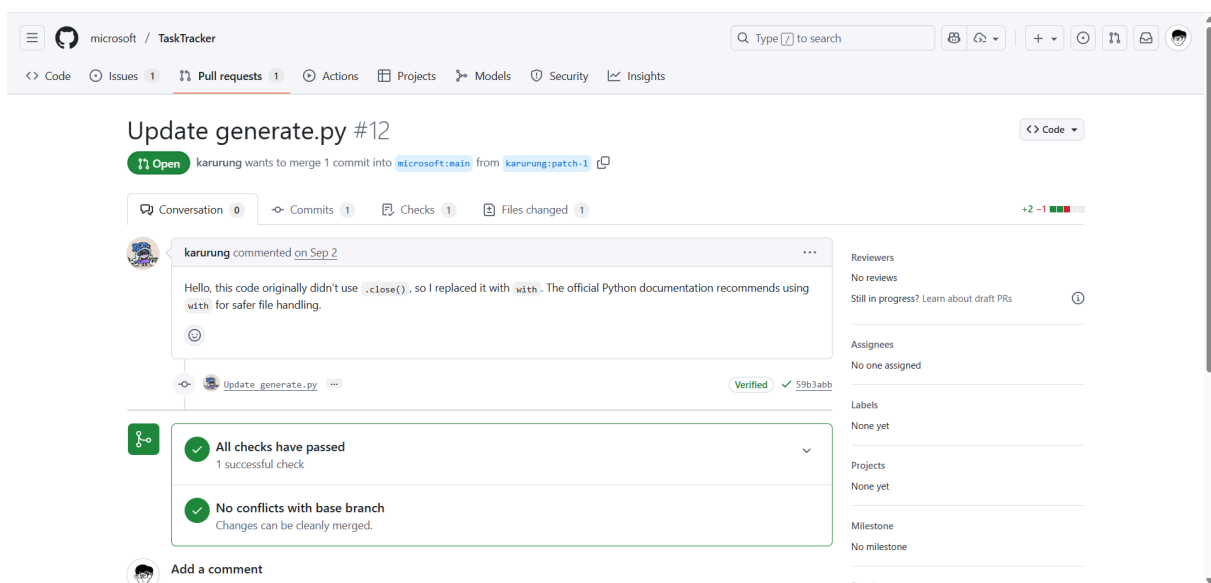 microsoft / TaskTracker
Type / to search
Code
Issues 1
Pull requests 1
Actions
Projects
Models
Security
Insights
Update generate.py #12
Code
Open karurung wants to merge 1 commit into microsoft:main from karurung:patch-1
Conversation 0
Commits 1
Checks 1
Files changed 1
+2 −1
karurung commented on Sep 2
Hello, this code originally didn't use .close(), so I replaced it with with. The official Python documentation recommends using
with for safer file handling.
Update generate.py
Verified
59b3abb
All checks have passed
1 successful check
No conflicts with base branch
Changes can be cleanly merged.
Add a comment
Reviewers
No reviews
Still in progress? Learn about draft PRs
Assignees
No one assigned
Labels
None yet
Projects
None yet
Milestone
No milestone